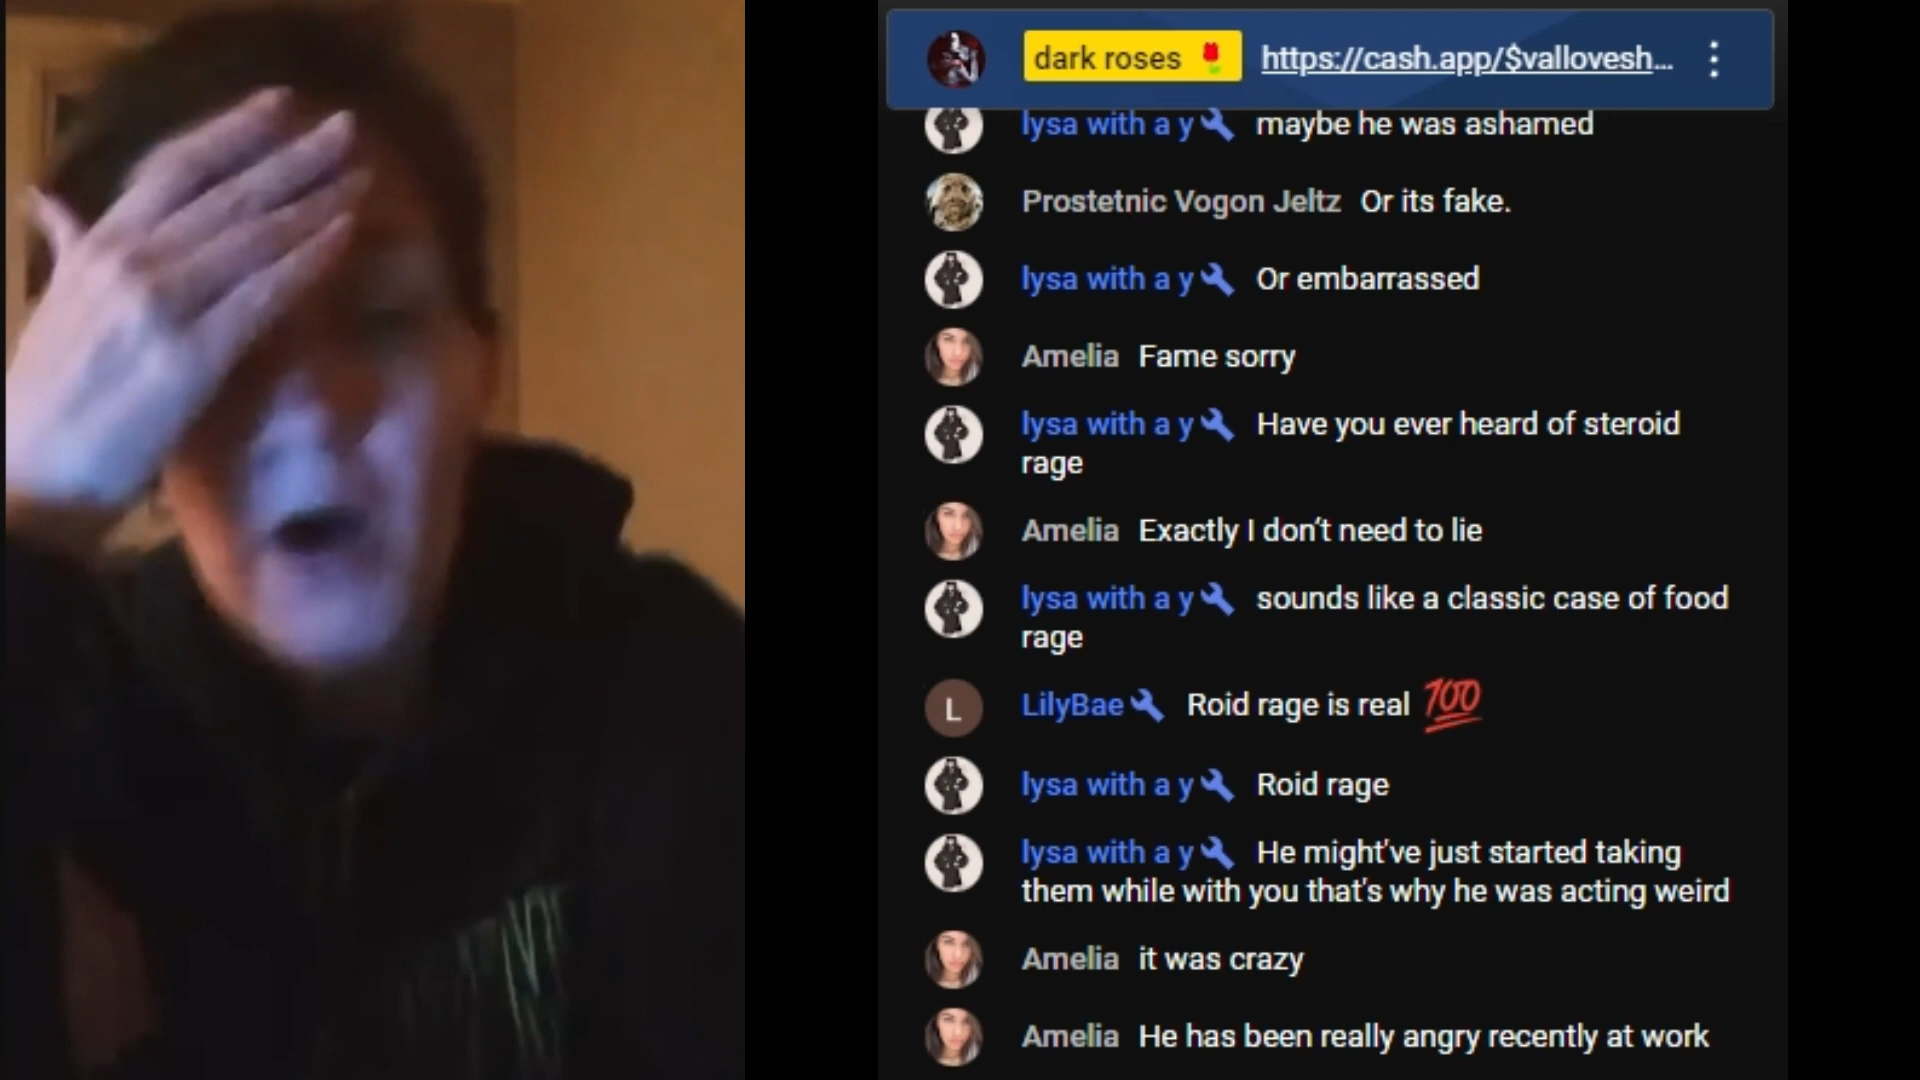 dark roses🌹 https://cash.app/$vallovesh...
lysa with a y maybe he was ashamed
Prostetnic Vogon Jeltz Or its fake.
lysa with a y Or embarrassed
Amelia Fame sorry
lysa with a y Have you ever heard of steroid
rage
Amelia Exactly I don't need to lie
lysa with a y sounds like a classic case of food
rage
L LilyBae Roid rage is real 💯
lysa with a y Roid rage
lysa with a y He might've just started taking
them while with you that's why he was acting weird
Amelia it was crazy
Amelia He has been really angry recently at work